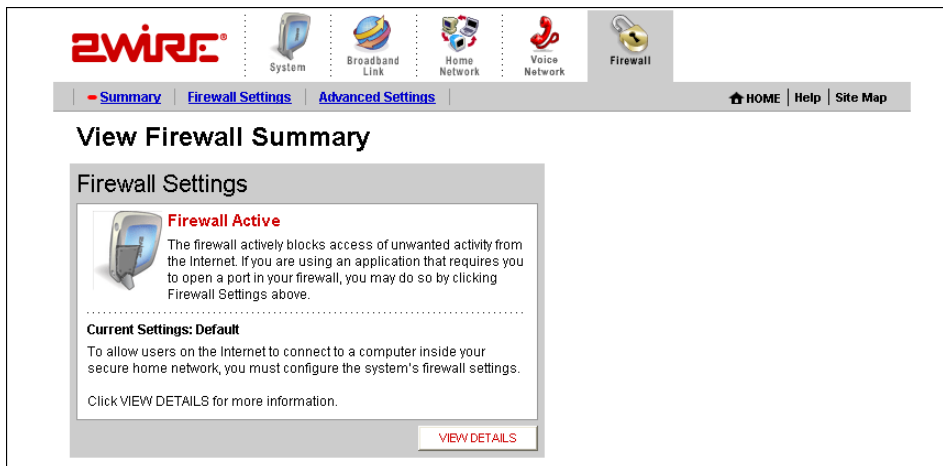 2WIRE®
System
Broadband
Link
Home
Network
Voice
Network
Firewall
Summary | Firewall Settings | Advanced Settings |
HOME | Help | Site Map
View Firewall Summary
Firewall Settings
Firewall Active
The firewall actively blocks access of unwanted activity from
the Internet. If you are using an application that requires you
to open a port in your firewall, you may do so by clicking
Firewall Settings above.
Current Settings: Default
To allow users on the Internet to connect to a computer inside your
secure home network, you must configure the system's firewall settings.
Click VIEW DETAILS for more information.
VIEW DETAILS